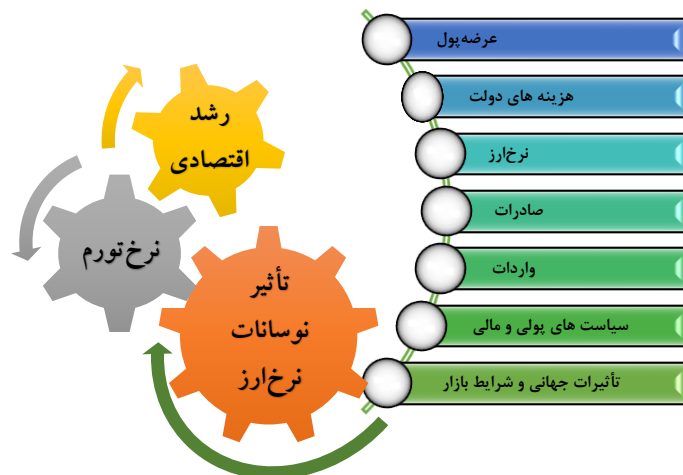 عرضه‌پول
هزینه های دولت
نرخ‌ارز
صادرات
واردات
سیاست های پولی و مالی
تأثیرات جهانی و شرایط بازار
رشد
اقتصادی
نرخ‌تورم
تأثیر
نوسانات
نرخ‌ارز